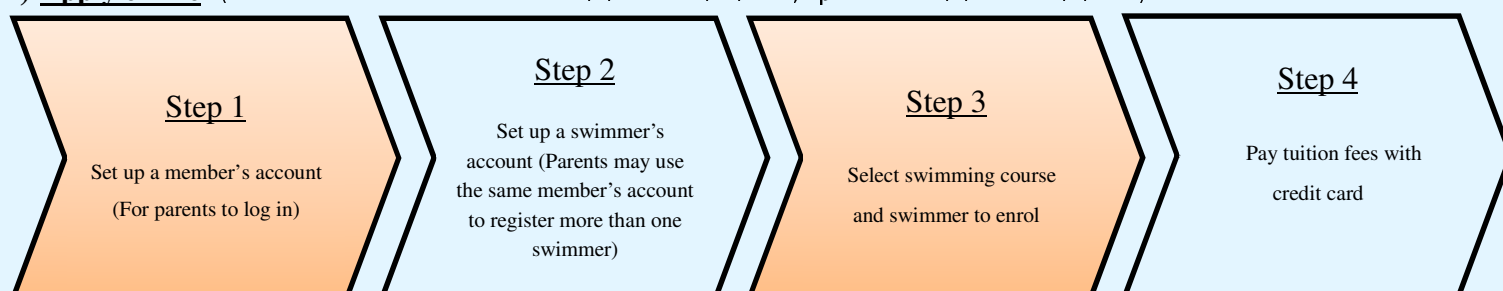 Step 1
Set up a member’s account
(For parents to log in)
Step 2
Set up a swimmer’s
account (Parents may use
the same member’s account
to register more than one
swimmer)
Step 3
Select swimming course
and swimmer to enrol
Step 4
Pay tuition fees with
credit card